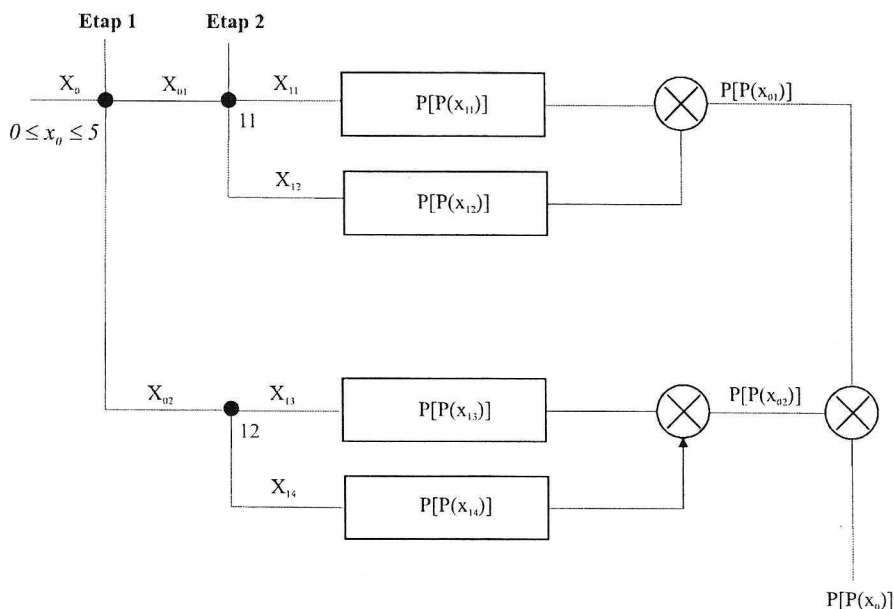 Etap 1
Etap 2
X₀
X₀₁
X₁₁
P[P(x₁₁)]
P[P(x₀₁)]
0 ≤ x₀ ≤ 5
11
X₁₂
P[P(x₁₂)]
X₀₂
X₁₃
P[P(x₁₃)]
P[P(x₀₂)]
12
X₁₄
P[P(x₁₄)]
P[P(x₀)]